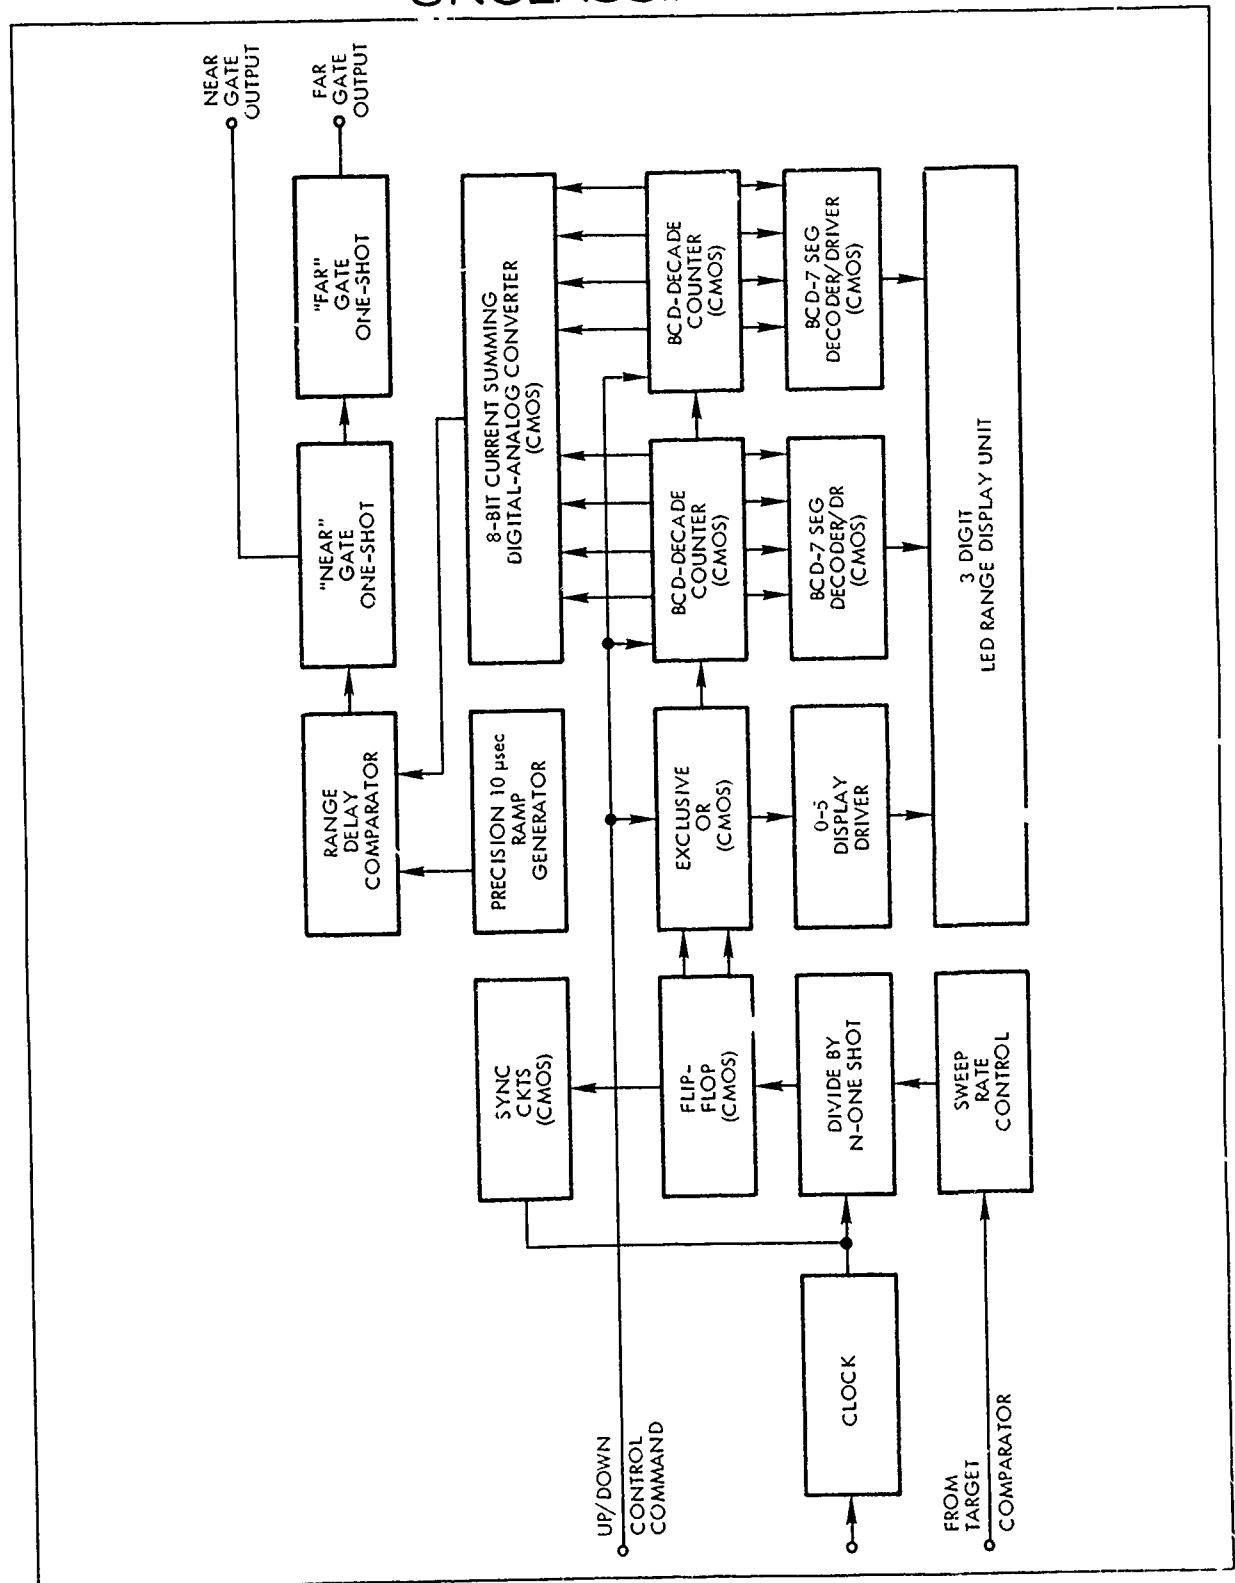 NEAR
GATE
OUTPUT
FAR
GATE
OUTPUT
"FAR"
GATE
ONE-SHOT
"NEAR"
GATE
ONE-SHOT
RANGE
DELAY
COMPARATOR
8-BIT CURRENT SUMMING
DIGITAL-ANALOG CONVERTER
(CMOS)
PRECISION 10 μsec
RAMP
GENERATOR
SYNC
CKTS
(CMOS)
UP/DOWN
CONTROL
COMMAND
FLIP-
FLOP
(CMOS)
EXCLUSIVE
OR
(CMOS)
BCD-DECADE
COUNTER
(CMOS)
BCD-DECADE
COUNTER
(CMOS)
CLOCK
DIVIDE BY
N-ONE SHOT
0-5
DISPLAY
DRIVER
BCD-7 SEG
DECODER/DR
(CMOS)
BCD-7 SEG
DECODER/DRIVER
(CMOS)
FROM
TARGET
COMPARATOR
SWEEP
RATE
CONTROL
3 DIGIT
LED RANGE DISPLAY UNIT